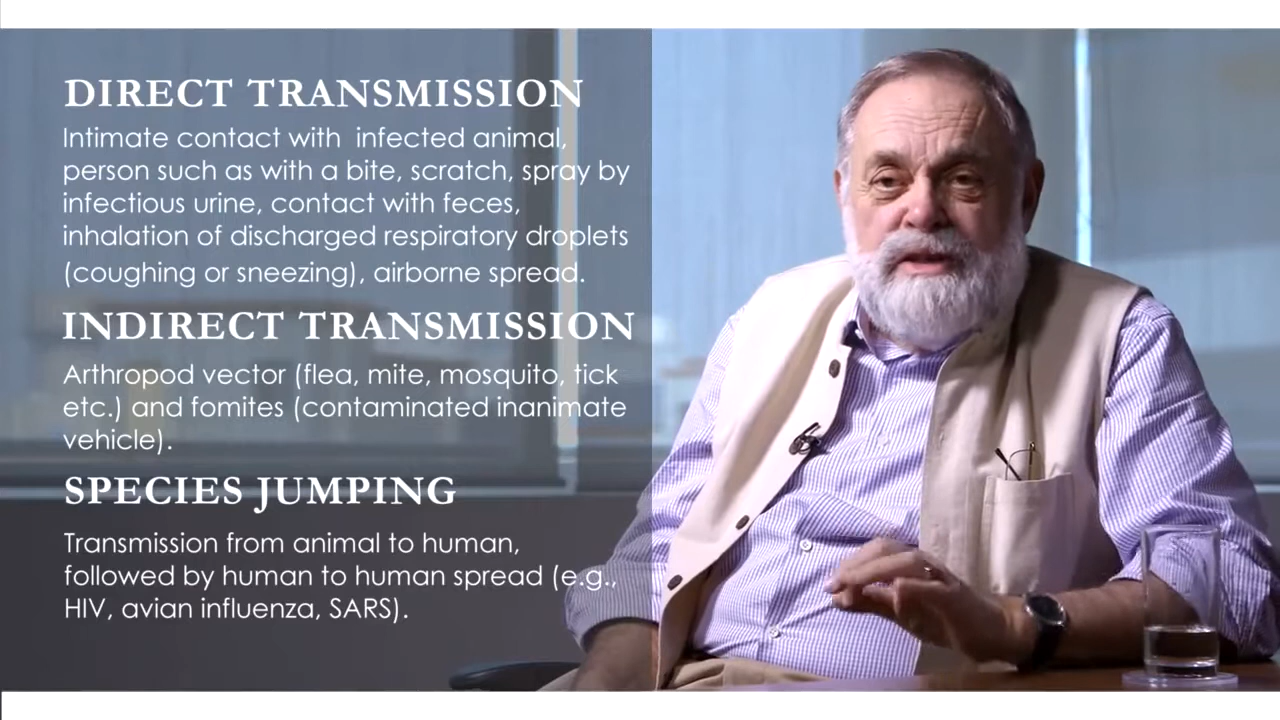 DIRECT TRANSMISSION
Intimate contact with infected animal,
person such as with a bite, scratch, spray by
infectious urine, contact with feces,
inhalation of discharged respiratory droplets
(coughing or sneezing), airborne spread.
INDIRECT TRANSMISSION
Arthropod vector (flea, mite, mosquito, tick
etc.) and fomites (contaminated inanimate
vehicle).
SPECIES JUMPING
Transmission from animal to human,
followed by human to human spread (e.g.,
HIV, avian influenza, SARS).